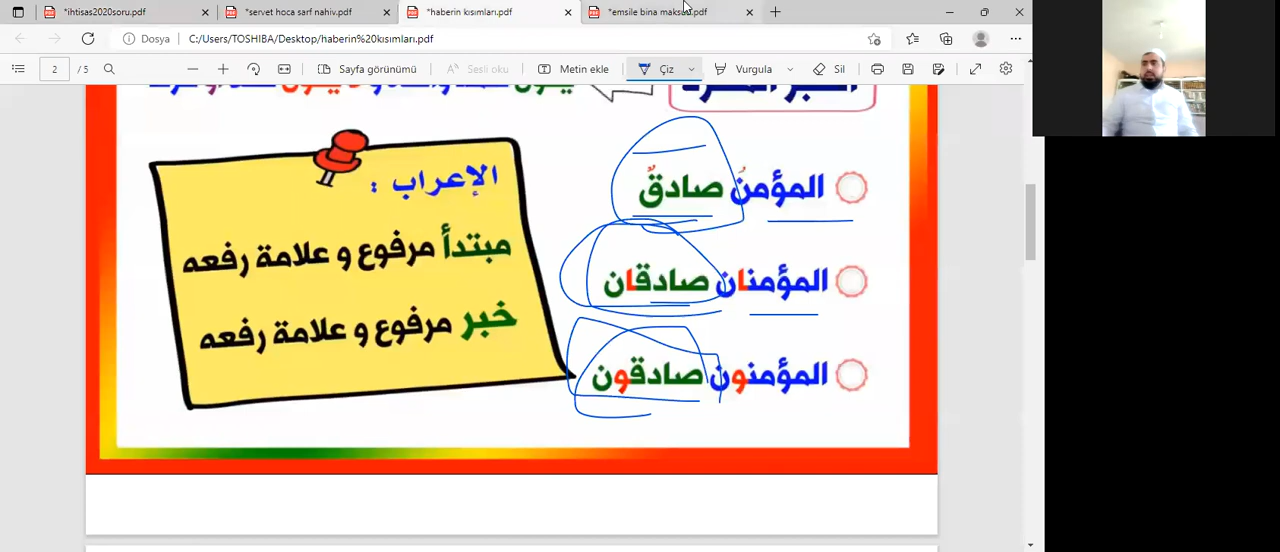 *ihtisas2020soru.pdf
*servet hoca sarf nahiv.pdf
*haberin kısımları.pdf
*emsile bina maksud.pdf
Dosya
C:/Users/TOSHIBA/Desktop/haberin%20kısımları.pdf
2 / 5
Sayfa görünümü
Sesli oku
Metin ekle
Çiz
Vurgula
Sil
المؤمنُ صادقٌ
المؤمنان صادقان
المؤمنون صادقون
الإعراب :
مبتدأ مرفوع و علامة رفعه
خبر مرفوع و علامة رفعه